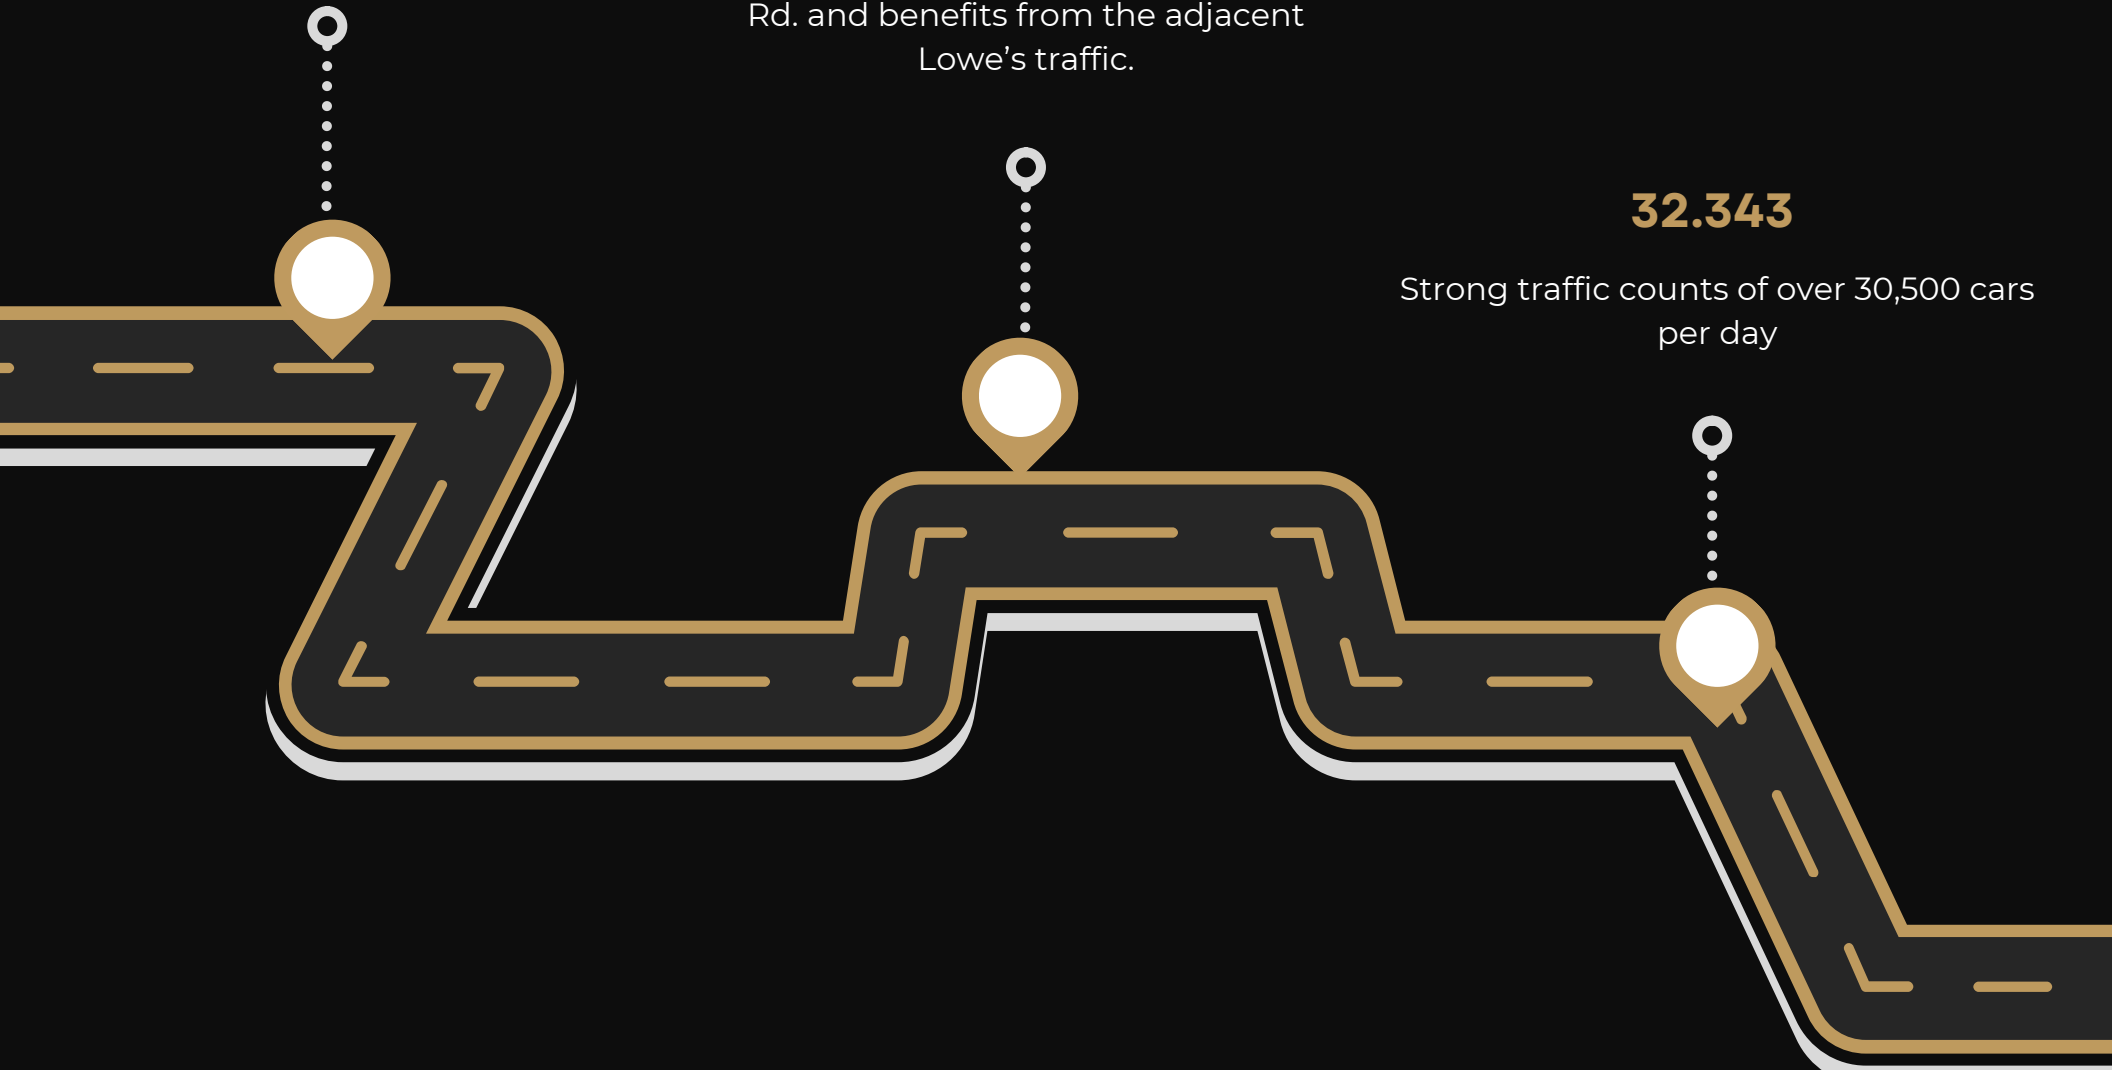 Rd. and benefits from the adjacent
Lowe’s traffic.
32.343
Strong traffic counts of over 30,500 cars
per day